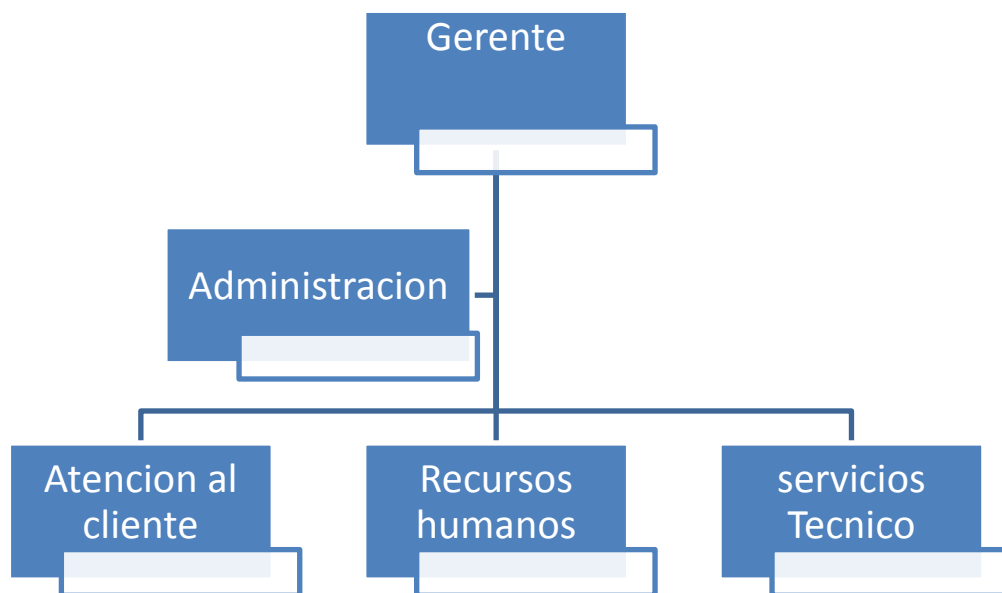 Gerente
Administracion
Atencion al
cliente
Recursos
humanos
servicios
Tecnico